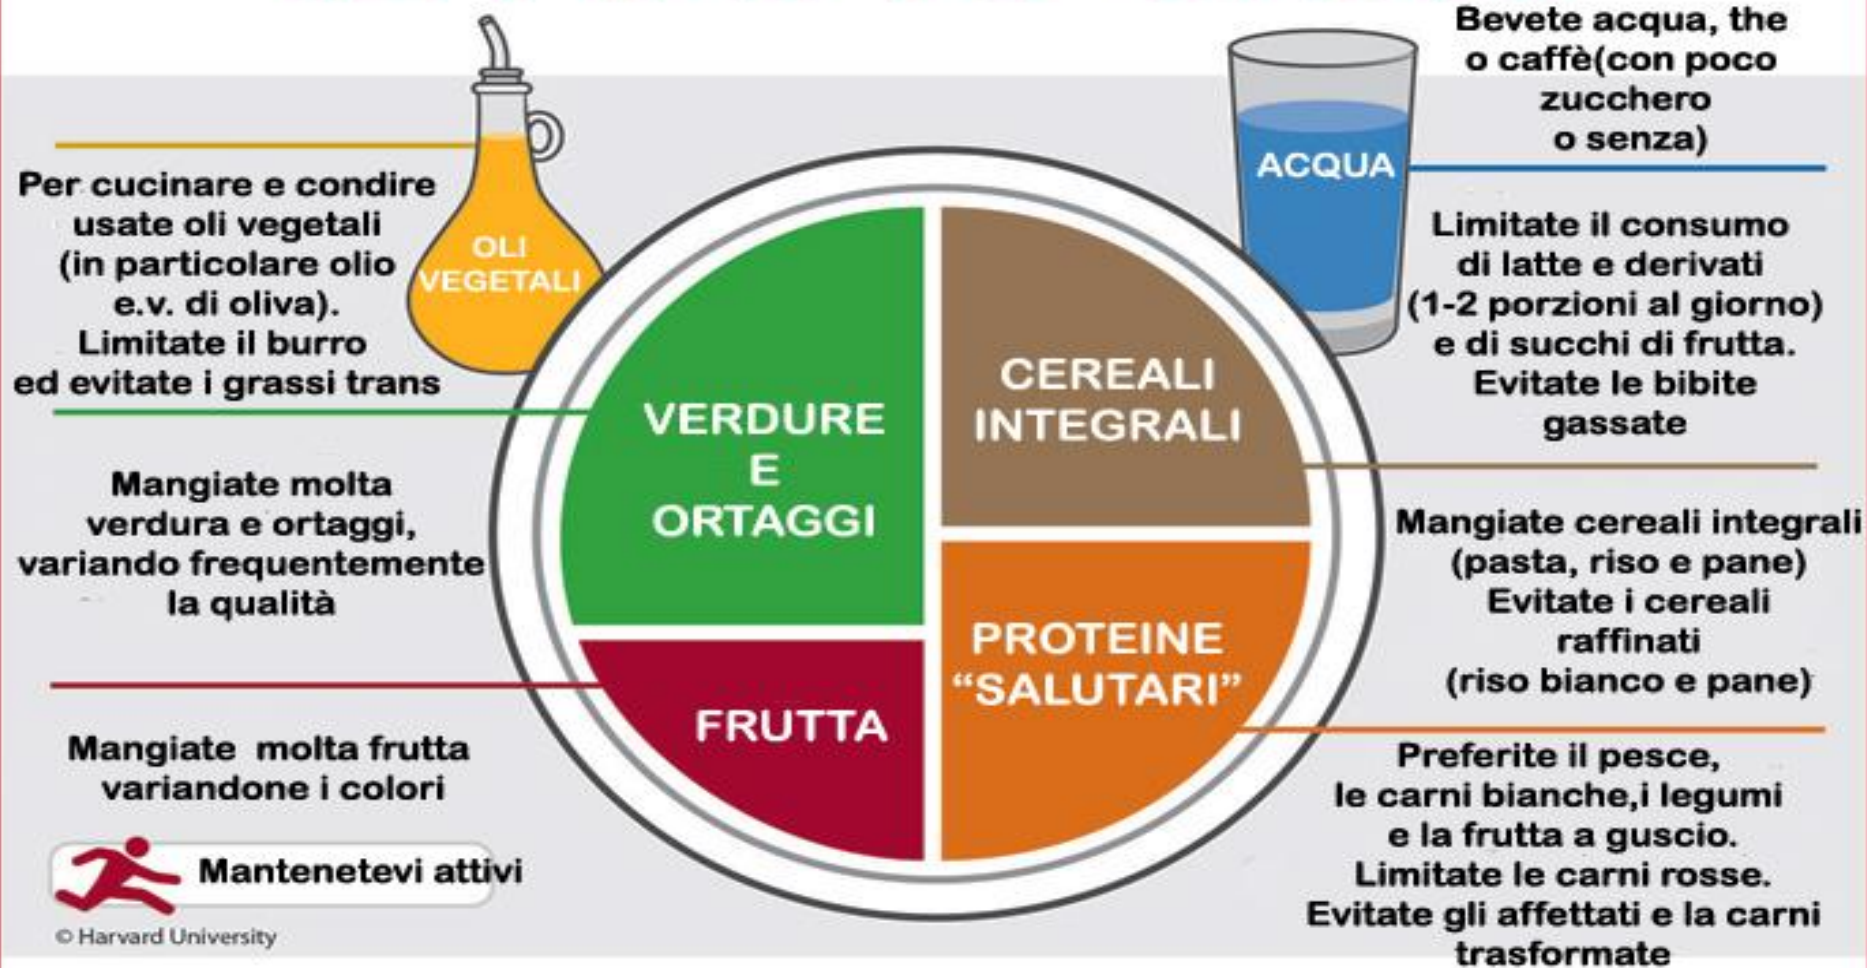 Bevete acqua, the
o caffè(con poco
zucchero
o senza)
ACQUA
Limitate il consumo
di latte e derivati
(1-2 porzioni al giorno)
e di succhi di frutta.
Evitate le bibite
gassate
Per cucinare e condire
usate oli vegetali
(in particolare olio
e.v. di oliva).
Limitate il burro
ed evitate i grassi trans
OLI
VEGETALI
VERDURE
E
ORTAGGI
CEREALI
INTEGRALI
Mangiate molta
verdura e ortaggi,
variando frequentemente
la qualità
Mangiate cereali integrali
(pasta, riso e pane)
Evitate i cereali
raffinati
(riso bianco e pane)
FRUTTA
PROTEINE
“SALUTARI”
Mangiate molta frutta
variandone i colori
Preferite il pesce,
le carni bianche,i legumi
e la frutta a guscio.
Limitate le carni rosse.
Evitate gli affettati e la carni
trasformate
Mantenetevi attivi
© Harvard University